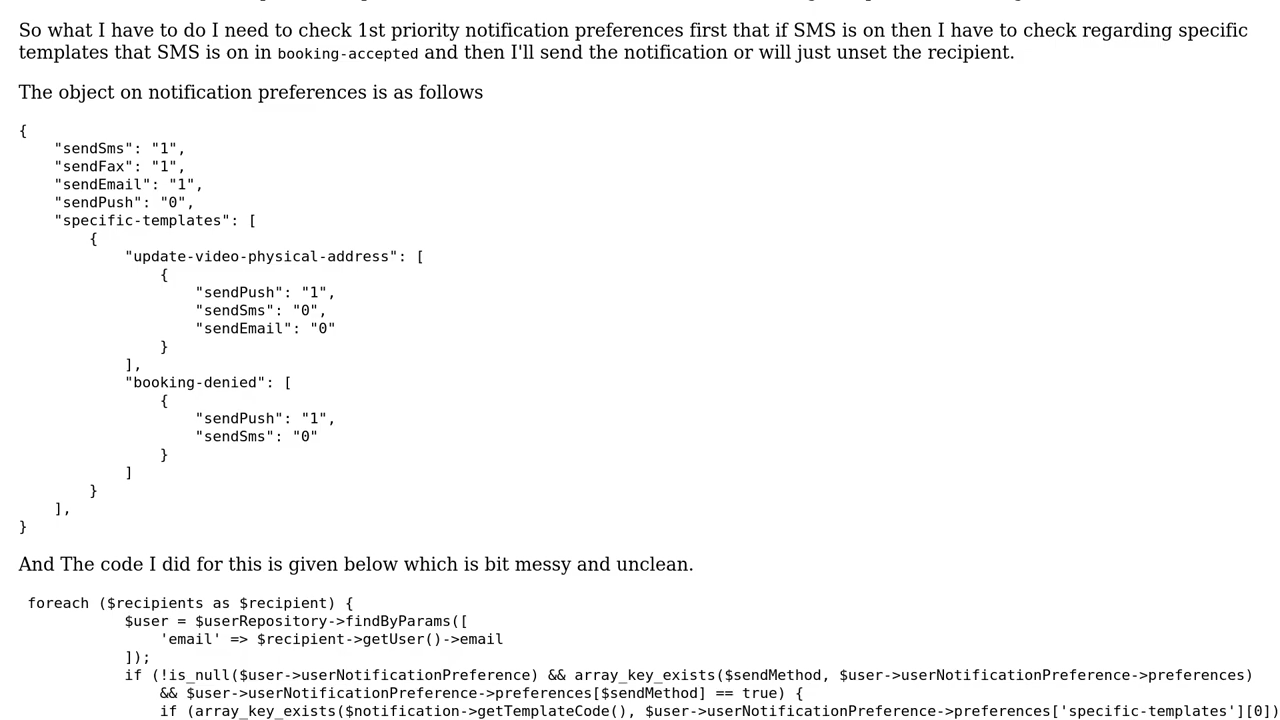 So what I have to do I need to check 1st priority notification preferences first that if SMS is on then I have to check regarding specific
templates that SMS is on in booking-accepted and then I'll send the notification or will just unset the recipient.
The object on notification preferences is as follows
{
    "sendSms": "1",
    "sendFax": "1",
    "sendEmail": "1",
    "sendPush": "0",
    "specific-templates": [
        {
            "update-video-physical-address": [
                {
                    "sendPush": "1",
                    "sendSms": "0",
                    "sendEmail": "0"
                }
            ],
            "booking-denied": [
                {
                    "sendPush": "1",
                    "sendSms": "0"
                }
            ]
        }
    ],
}
And The code I did for this is given below which is bit messy and unclean.
 foreach ($recipients as $recipient) {
            $user = $userRepository->findByParams([
                'email' => $recipient->getUser()->email
            ]);
            if (!is_null($user->userNotificationPreference) && array_key_exists($sendMethod, $user->userNotificationPreference->preferences)
                && $user->userNotificationPreference->preferences[$sendMethod] == true) {
                if (array_key_exists($notification->getTemplateCode(), $user->userNotificationPreference->preferences['specific-templates'][0])